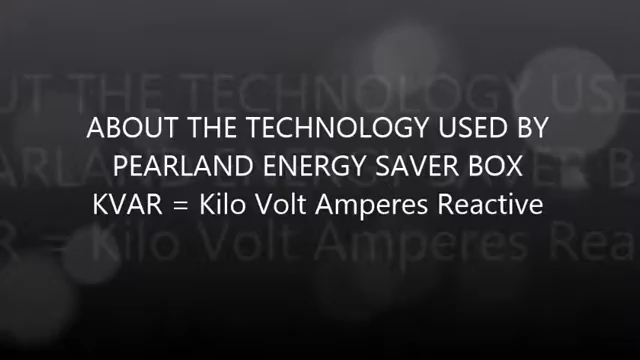 ABOUT THE TECHNOLOGY USED BY
PEARLAND ENERGY SAVER BOX
KVAR = Kilo Volt Amperes Reactive